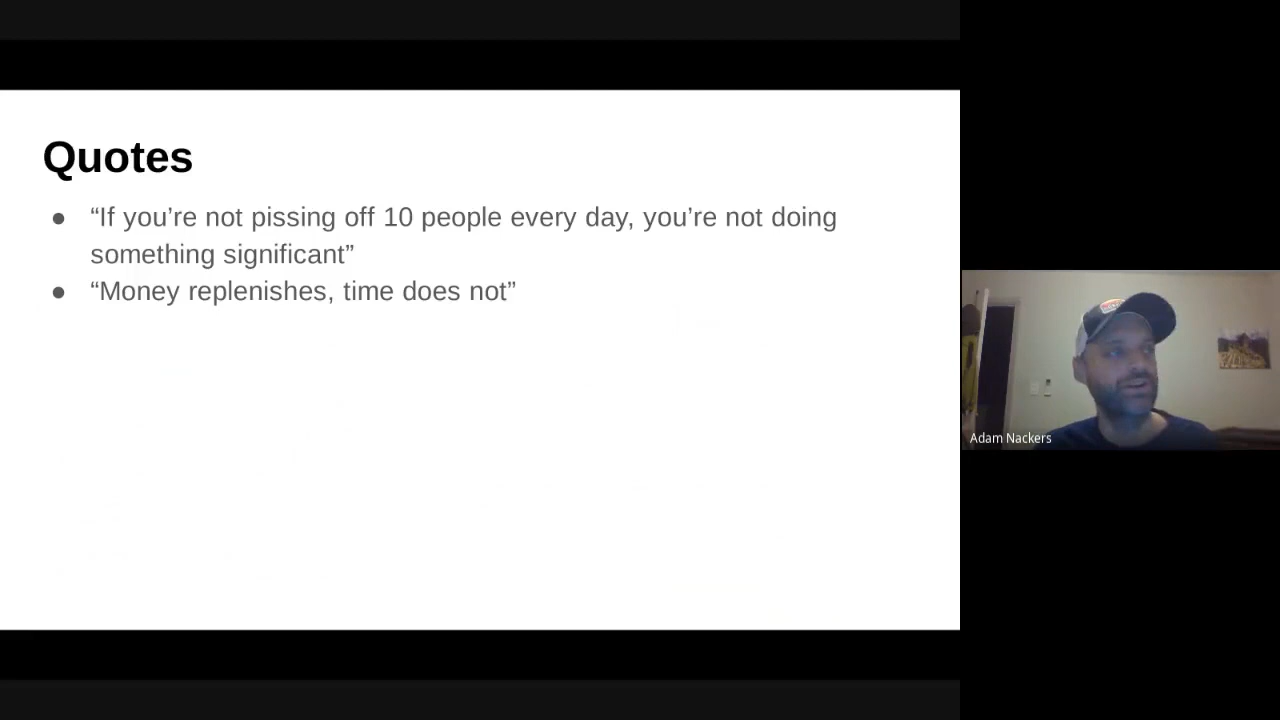 Quotes
● “If you’re not pissing off 10 people every day, you’re not doing
something significant”
● “Money replenishes, time does not”
Adam Nackers